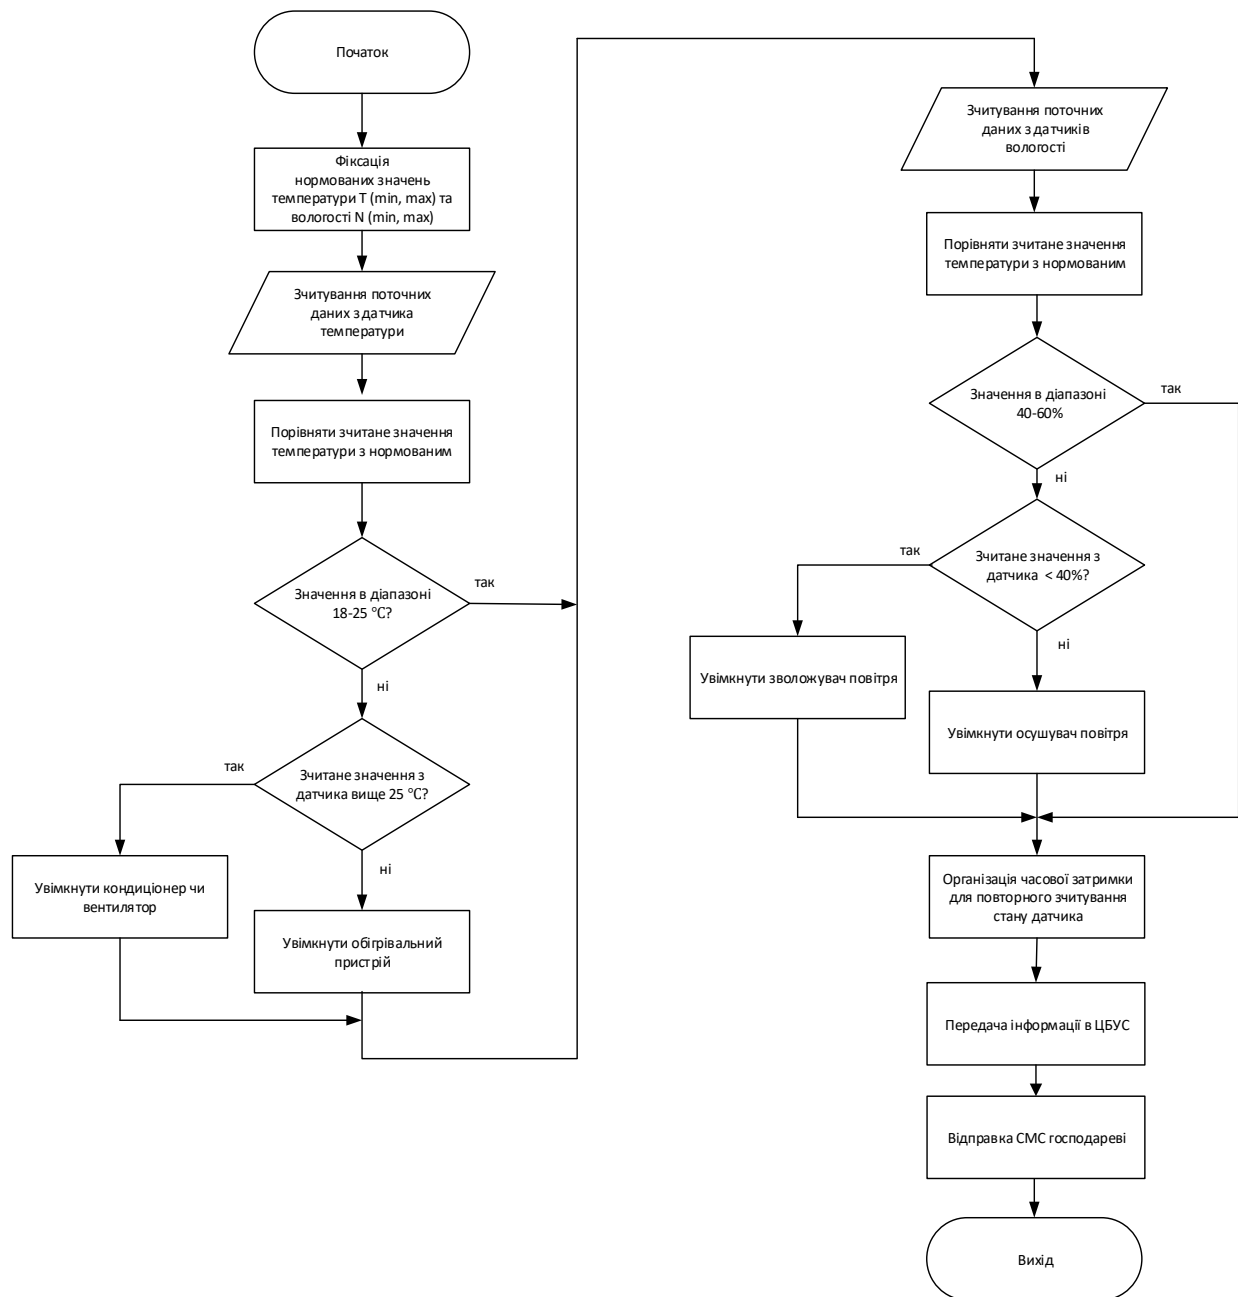 Початок
Фіксація
нормованих значень
температури Т (min, max) та
вологості N (min, max)
Зчитування поточних
даних з датчика
температури
Порівняти зчитане значення
температури з нормованим
Значення в діапазоні
18-25 °С?
так
ні
Зчитане значення з
датчика вище 25 °С?
так
ні
Увімкнути кондиціонер чи
вентилятор
Увімкнути обігрівальний
пристрій
Зчитування поточних
даних з датчиків
вологості
Порівняти зчитане значення
температури з нормованим
Значення в діапазоні
40-60%
так
ні
Зчитане значення з
датчика < 40%?
так
ні
Увімкнути зволожувач повітря
Увімкнути осушувач повітря
Організація часової затримки
для повторного зчитування
стану датчика
Передача інформації в ЦБУС
Відправка СМС господареві
Вихід